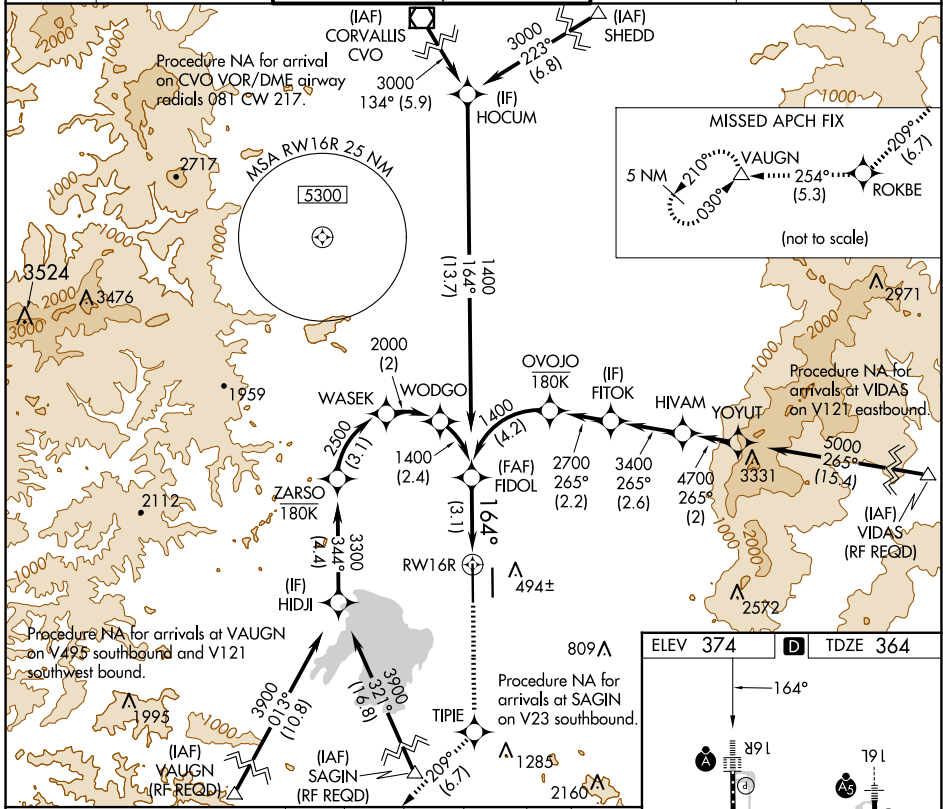 (IAF)
CORVALLIS
CVO
(IAF)
SHEDD
3000
223°
(6.8)
3000
134° (5.9)
(IF)
HOCUM
Procedure NA for arrival
on CVO VOR/DME airway
radials 081 CW 217.
1000
1000
2717
1000
MSA RW16R 25 NM
5300
MISSED APCH FIX
VAUGN
210°
5 NM
030°
254°
(5.3)
209°
(6.7)
ROKBE
(not to scale)
1400
164°
(13.7)
3524
2000
3476
3000
1000
2971
2000
1000
2000
(2)
WASEK
WODGO
OVOJO
180K
(IF)
FITOK
HIVAM
YOYUT
Procedure NA for
arrivals at VIDAS
on V121 eastbound.
1959
2500
(3.1)
1400
(2.4)
1400
(4.2)
(FAF)
FIDOL
2700
265°
(2.2)
3400
265°
(2.6)
4700
265°
(2)
3331
5000
265°
(15.4)
(IAF)
VIDAS
(RF REQD)
ZARSO
180K
2112
3300
344°
(4.4)
(3.1)
164°
1000
2000
1000
(IF)
HIDJI
RW16R
494±
2572
Procedure NA for arrivals at VAUGN
on V495 southbound and V121
southwest bound.
3900
013°
(10.8)
3900
321°
(16.8)
809
Procedure NA for
arrivals at SAGIN
on V23 southbound.
1995
(IAF)
VAUGN
(RF REQD)
(IAF)
SAGIN
(RF REQD)
TIPIE
209°
(6.7)
1285
2160
ELEV 374
D
TDZE 364
164°
16R
16L
A
P
A5